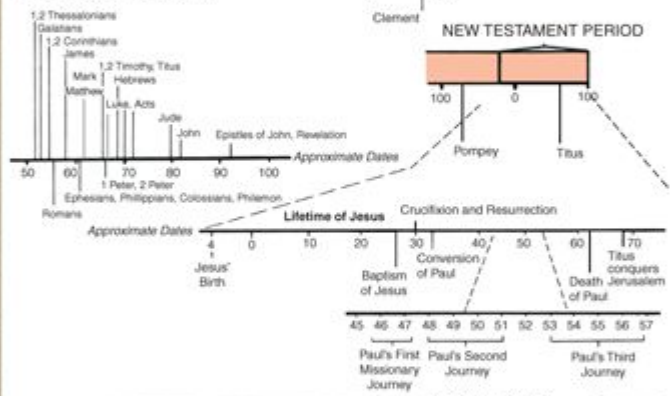 1,2 Thessalonians
Galatians
1,2 Corinthians
James
1,2 Timothy, Titus
Mark
Hebrews
Matthew
Luke, Acts
Jude
John
Epistles of John, Revelation
Approximate Dates
50 60 70 80 90 100
1 Peter, 2 Peter
Ephesians, Phillippians, Colossians, Philemon
Romans
Clement
NEW TESTAMENT PERIOD
100 0 100
Pompey
Titus
Lifetime of Jesus
Crucifixion and Resurrection
Approximate Dates
4 0 10 20 30 40 50 60 70
Jesus'
Birth
Baptism
of Jesus
Conversion
of Paul
Death
of Paul
Titus
conquers
Jerusalem
45 46 47 48 49 50 51 52 53 54 55 56 57
Paul's First
Missionary
Journey
Paul's Second
Journey
Paul's Third
Journey